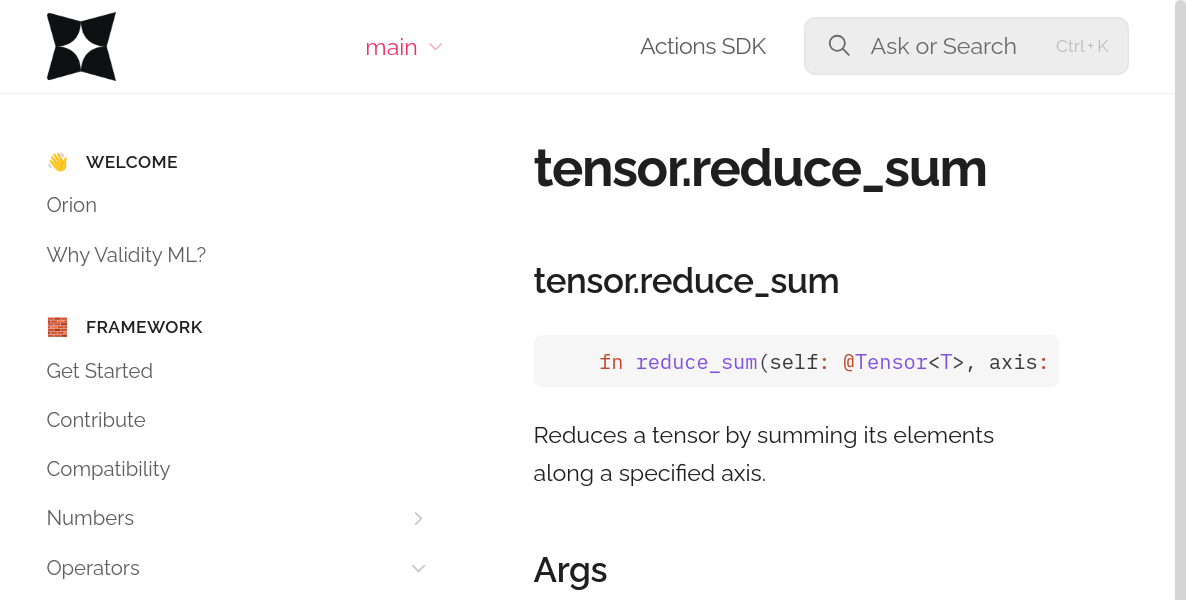 main
Actions SDK
Ask or Search
Ctrl + K
WELCOME
Orion
Why Validity ML?
FRAMEWORK
Get Started
Contribute
Compatibility
Numbers
Operators
tensor.reduce_sum
tensor.reduce_sum
fn reduce_sum(self: @Tensor<T>, axis:
Reduces a tensor by summing its elements
along a specified axis.
Args